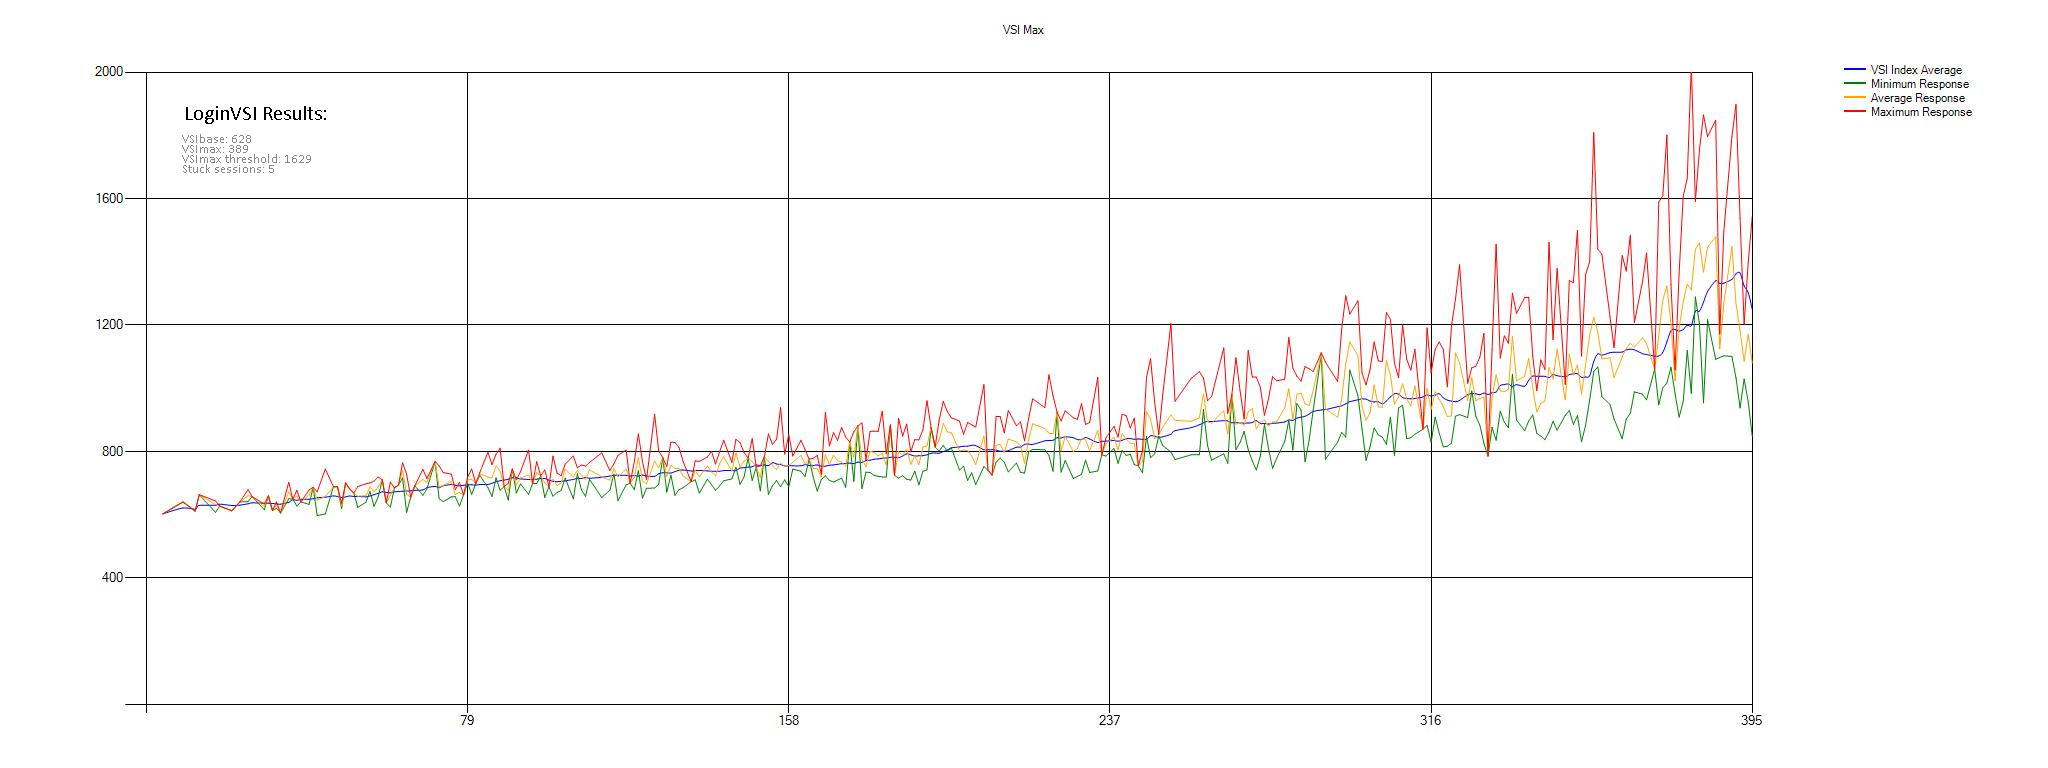 VSI Max
2000
1600
1200
800
400
LoginVSI Results:
VSIbase: 628
VSImax: 389
VSImax threshold: 1629
Stuck sessions: 5
79
158
237
316
395
VSI Index Average
Minimum Response
Average Response
Maximum Response